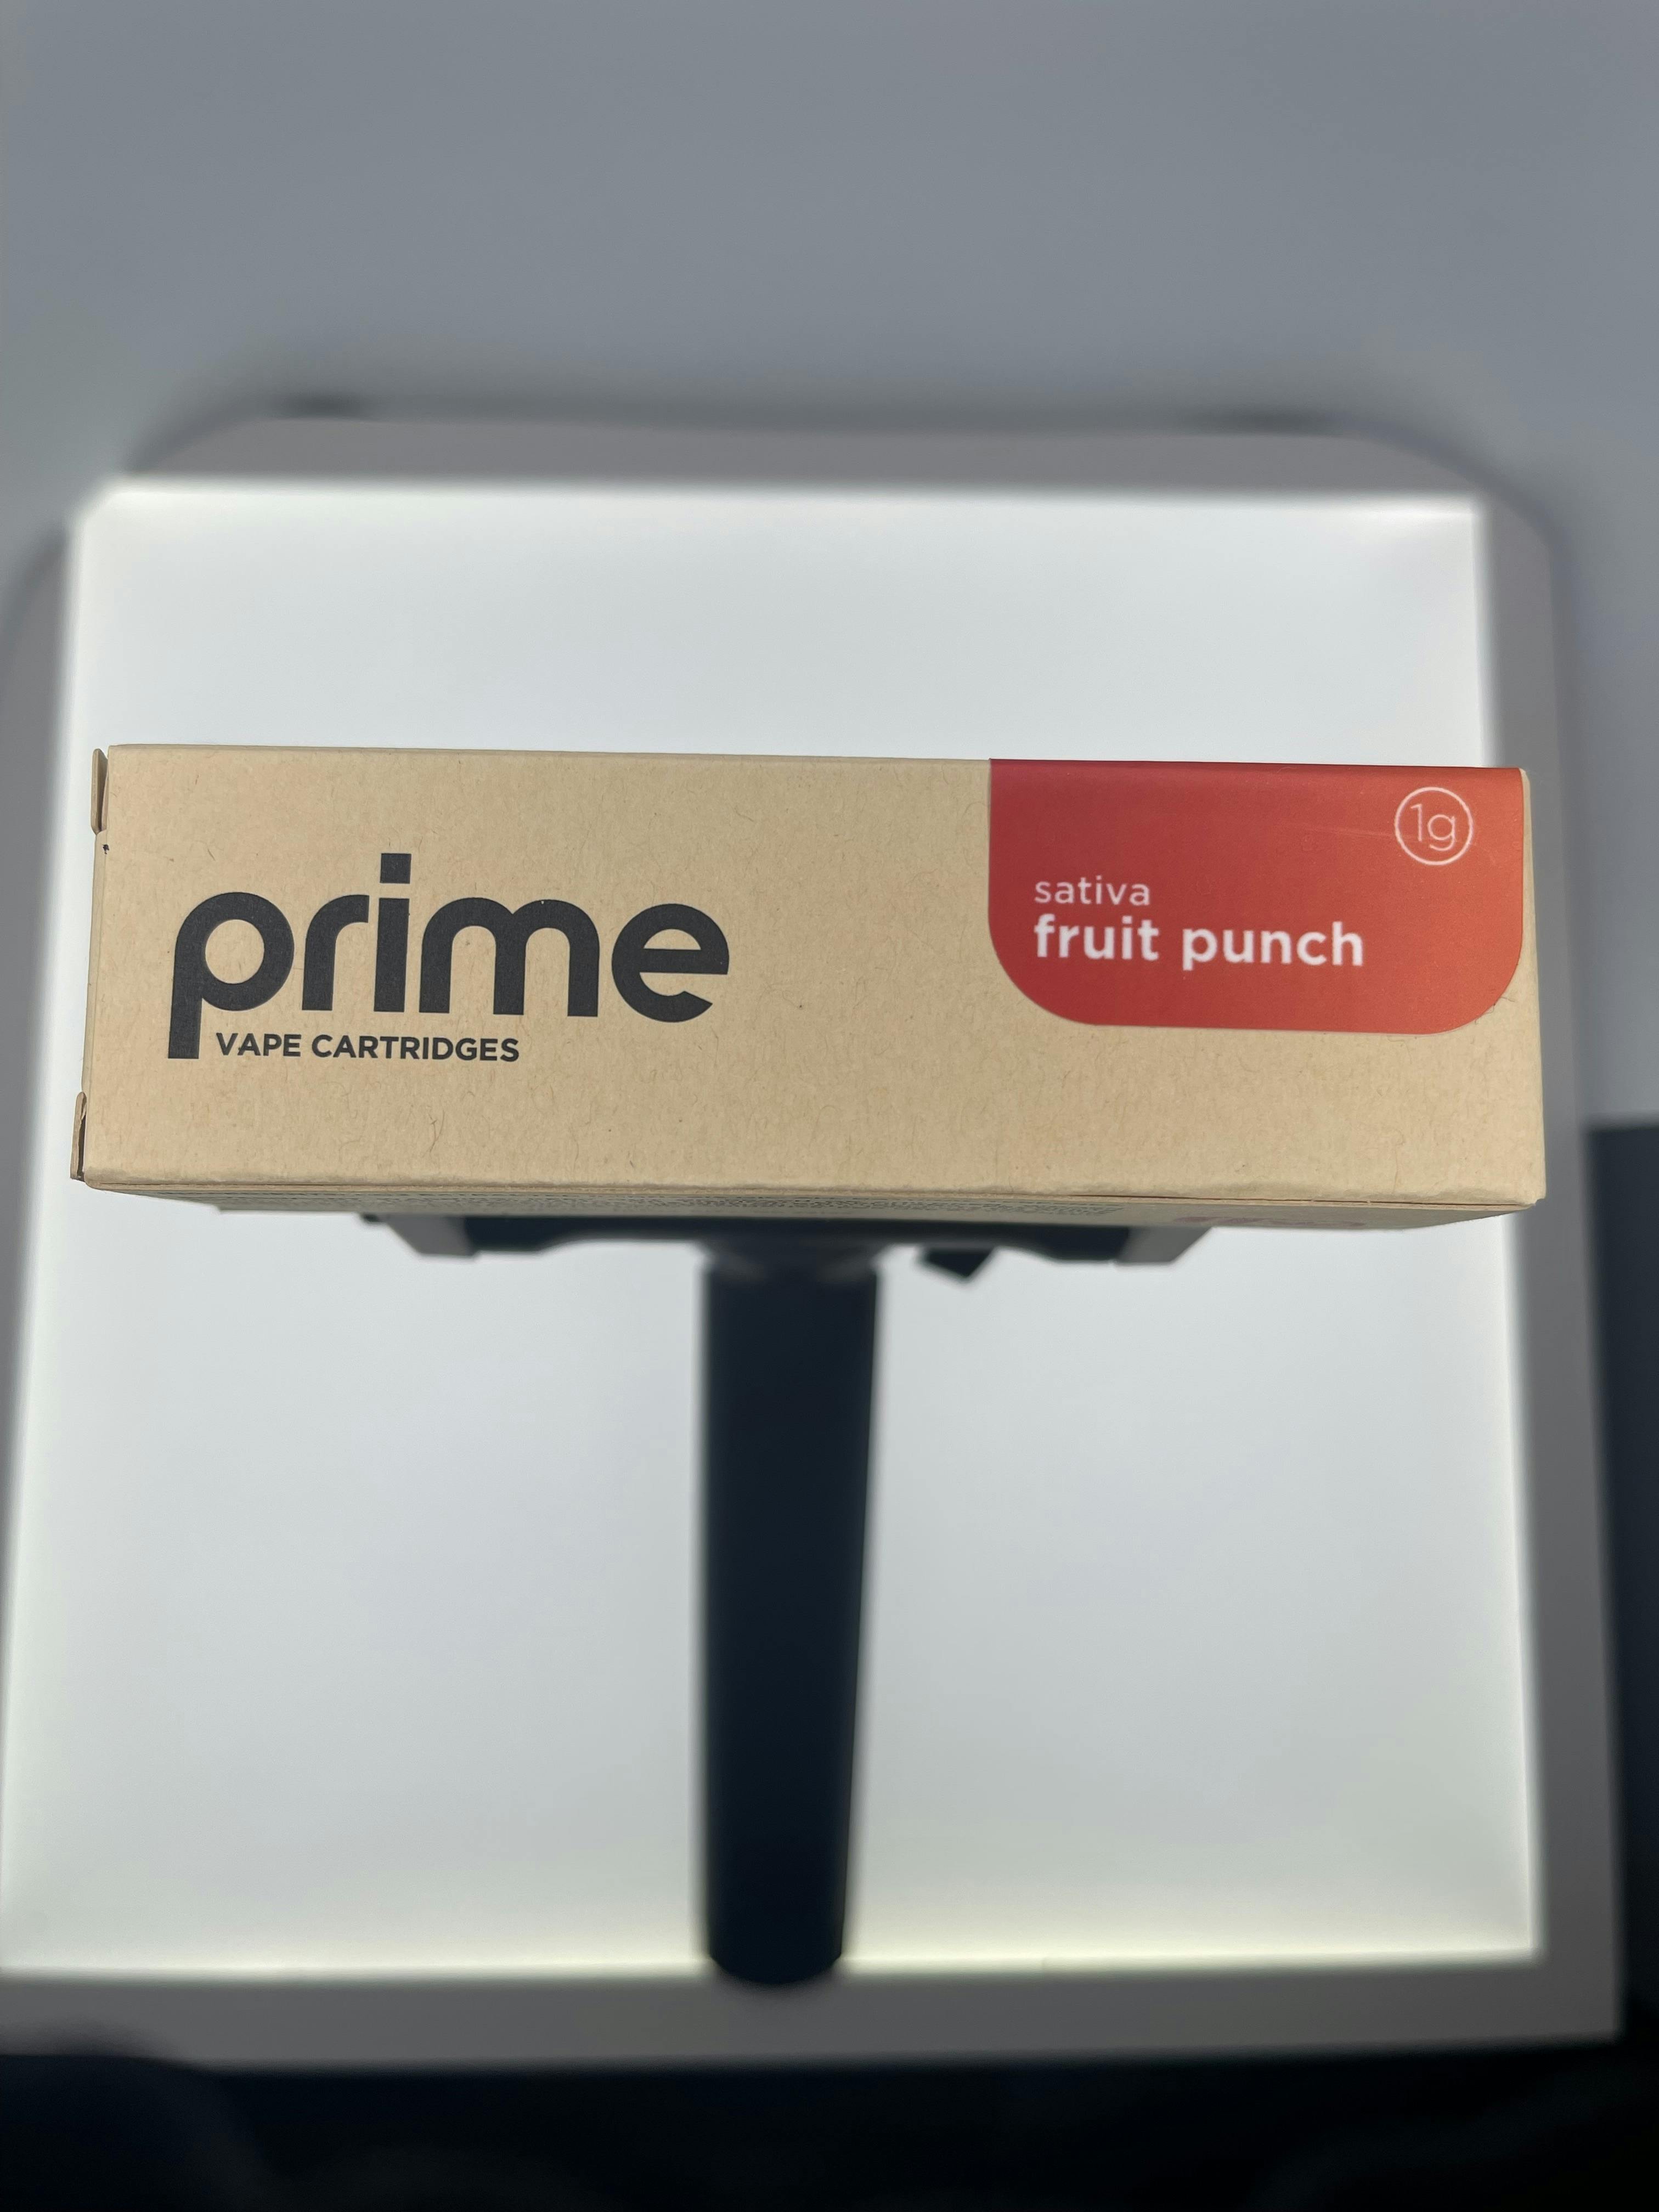 prime
VAPE CARTRIDGES
1g
sativa
fruit punch